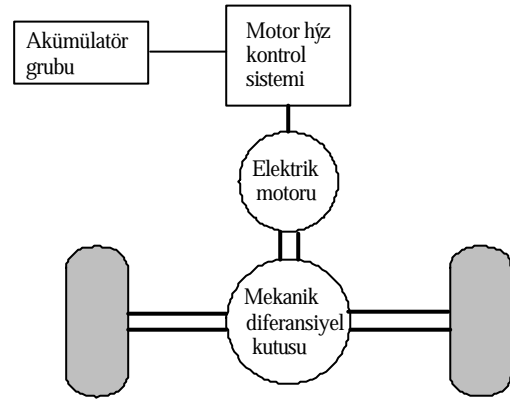 Akümülatör
grubu
Motor hýz
kontrol
sistemi
Elektrik
motoru
Mekanik
diferansiyel
kutusu